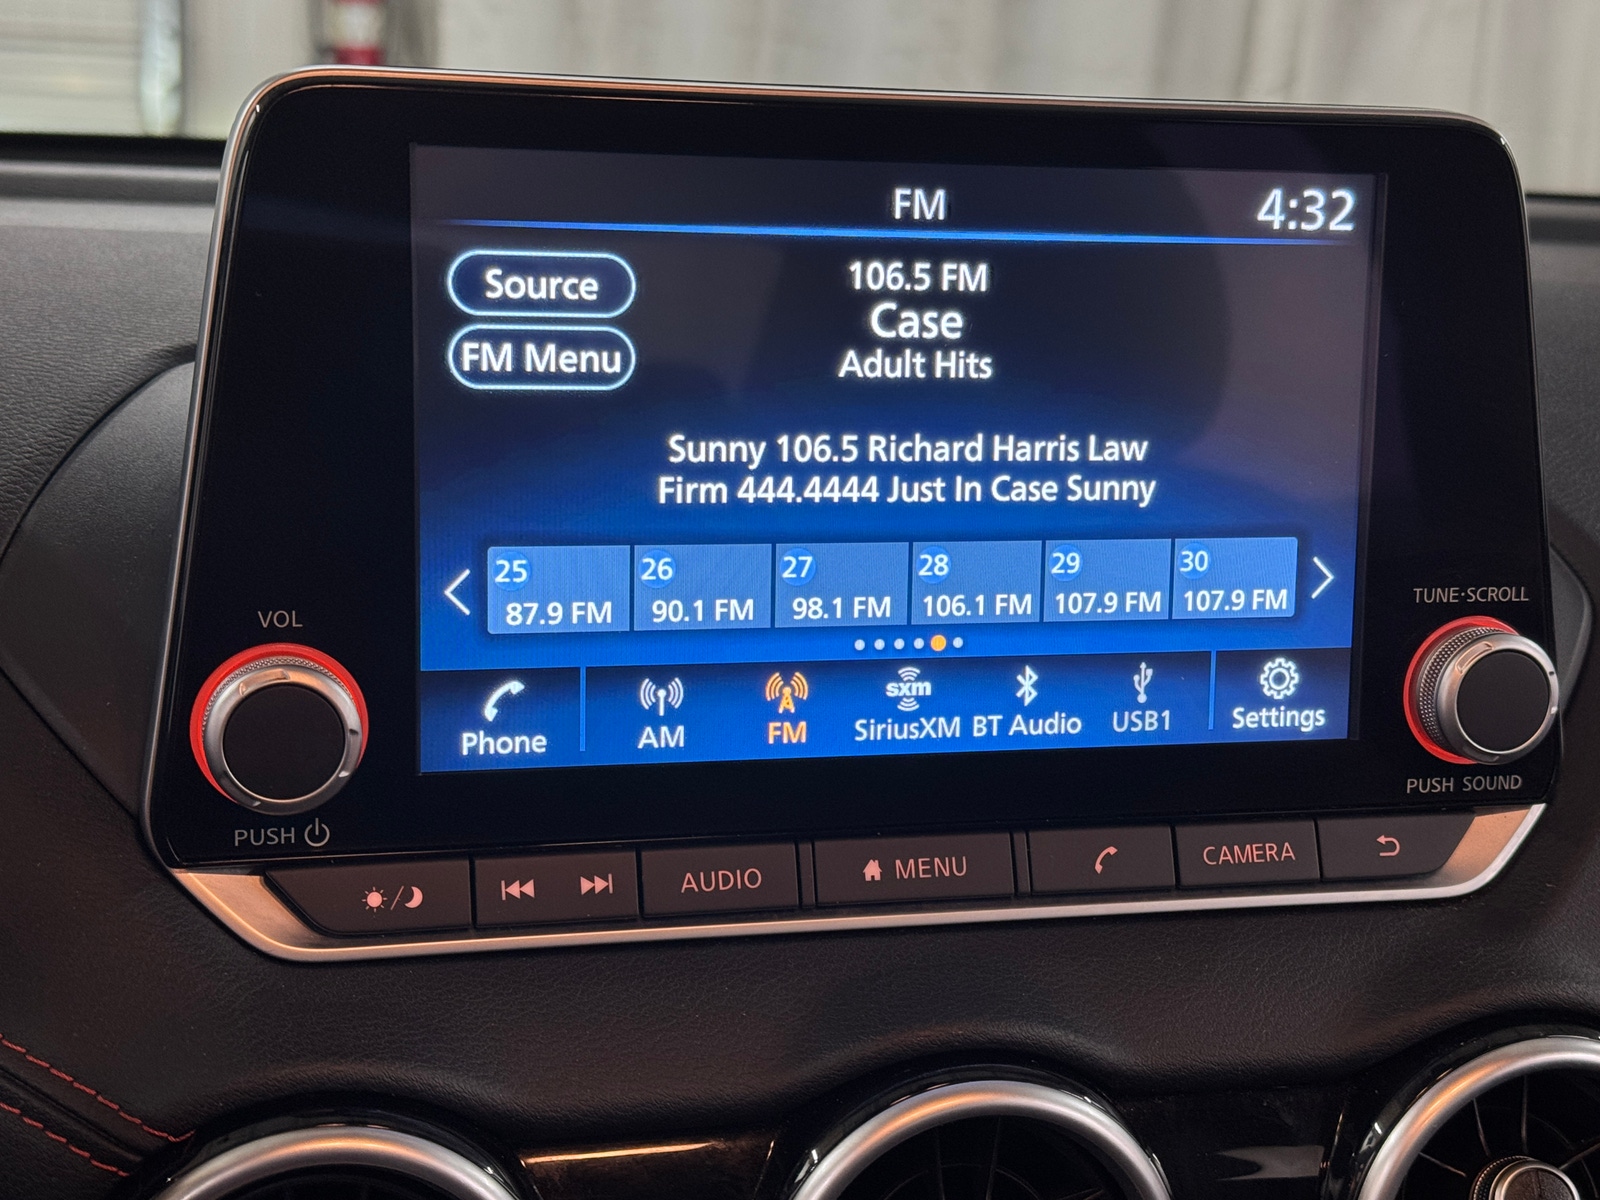 FM
4:32
Source
FM Menu
106.5 FM
Case
Adult Hits
Sunny 106.5 Richard Harris Law
Firm 444.4444 Just In Case Sunny
25 26 27 28 29 30
87.9 FM 90.1 FM 98.1 FM 106.1 FM 107.9 FM 107.9 FM
Phone AM FM sxm SiriusXM BT Audio USB1 Settings
VOL
PUSH
TUNE·SCROLL
PUSH SOUND
AUDIO MENU CAMERA